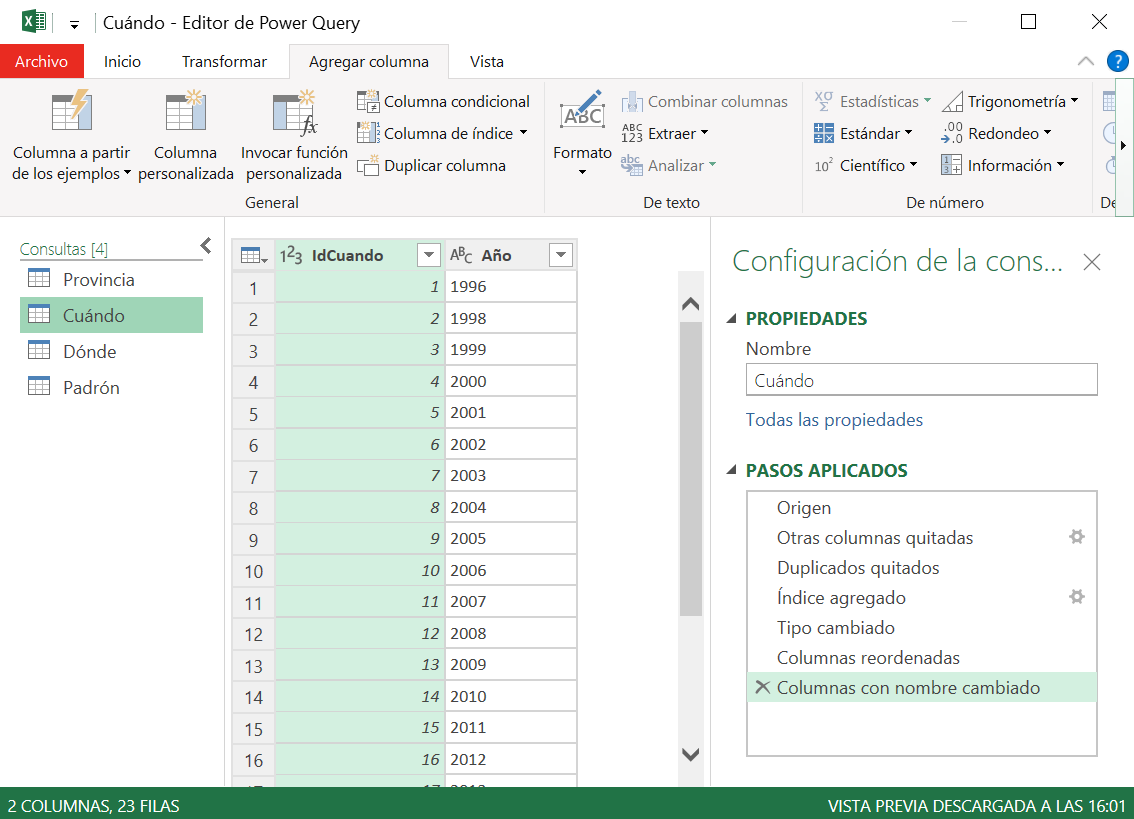 Cuándo - Editor de Power Query
Archivo Inicio Transformar Agregar columna Vista
Columna a partir de los ejemplos
Columna personalizada
Invocar función personalizada
Columna condicional
Columna de índice
Duplicar columna
General
Formato
Combinar columnas
Extraer
Analizar
De texto
Estadísticas
Estándar
Científico
Trigonometría
Redondeo
Información
De número
Consultas [4]
Provincia
Cuándo
Dónde
Padrón
IdCuando Año
1 1 1996
2 2 1998
3 3 1999
4 4 2000
5 5 2001
6 6 2002
7 7 2003
8 8 2004
9 9 2005
10 10 2006
11 11 2007
12 12 2008
13 13 2009
14 14 2010
15 15 2011
16 16 2012
Configuración de la cons...
PROPIEDADES
Nombre
Cuándo
Todas las propiedades
PASOS APLICADOS
Origen
Otras columnas quitadas
Duplicados quitados
Índice agregado
Tipo cambiado
Columnas reordenadas
Columnas con nombre cambiado
2 COLUMNAS, 23 FILAS
VISTA PREVIA DESCARGADA A LAS 16:01